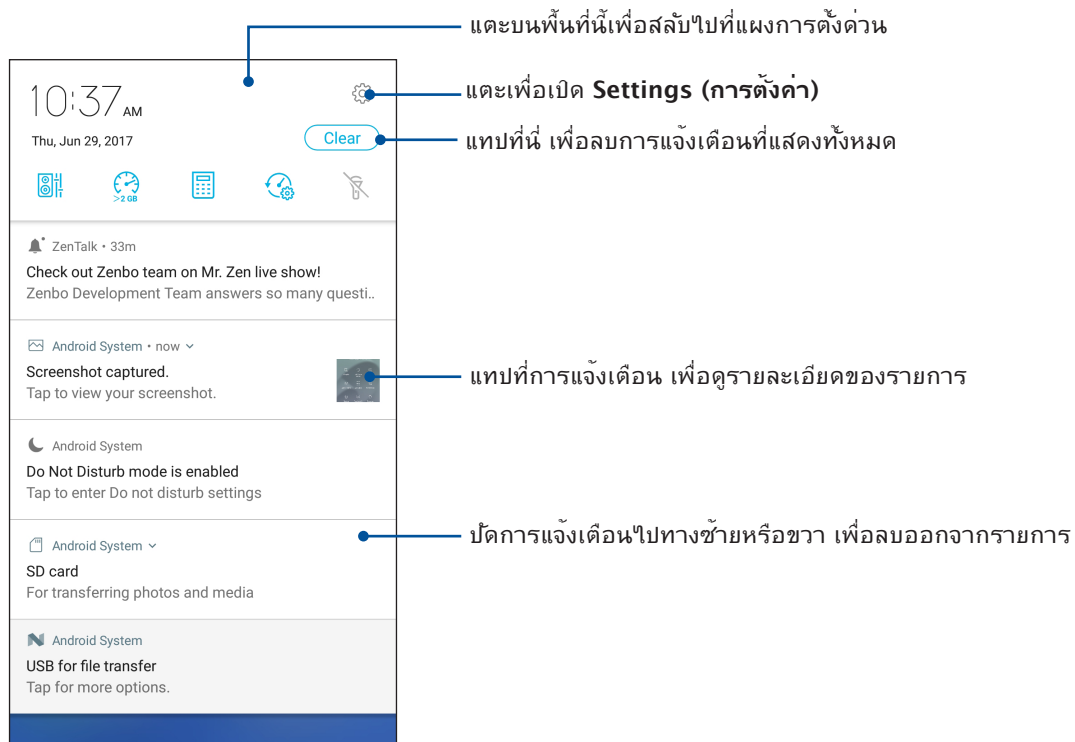 แตะบนพื้นที่นี้เพื่อสลับไปที่แผงการตั้งด่วน
10:37 AM
แตะเพื่อเปิด Settings (การตั้งค่า)
Thu, Jun 29, 2017
Clear
แทปที่นี่ เพื่อลบการแจ้งเตือนที่แสดงทั้งหมด
>2 GB
ZenTalk • 33m
Check out Zenbo team on Mr. Zen live show!
Zenbo Development Team answers so many questi..
Android System • now
Screenshot captured.
Tap to view your screenshot.
แทปที่การแจ้งเตือน เพื่อดูรายละเอียดของรายการ
Android System
Do Not Disturb mode is enabled
Tap to enter Do not disturb settings
ปัดการแจ้งเตือนไปทางซ้ายหรือขวา เพื่อลบออกจากรายการ
Android System
SD card
For transferring photos and media
Android System
USB for file transfer
Tap for more options.